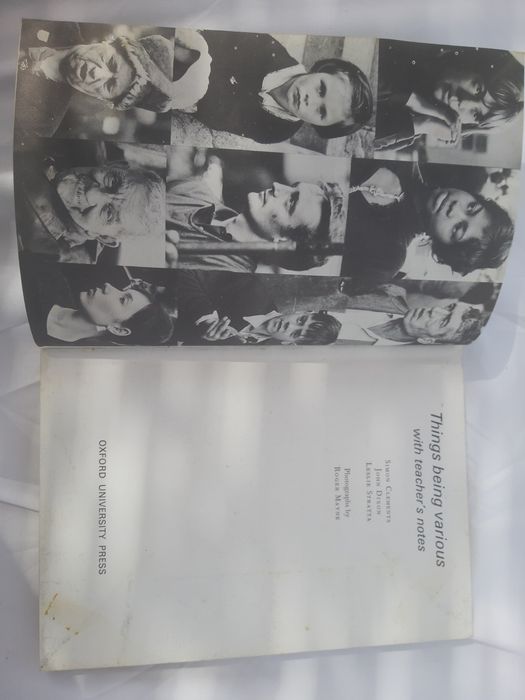 Things being various
with teacher's notes
SIMON CLEMENTS
JOHN DIXON
LESLIE STRATTA
Photographs by
ROGER MAYNE
OXFORD UNIVERSITY PRESS